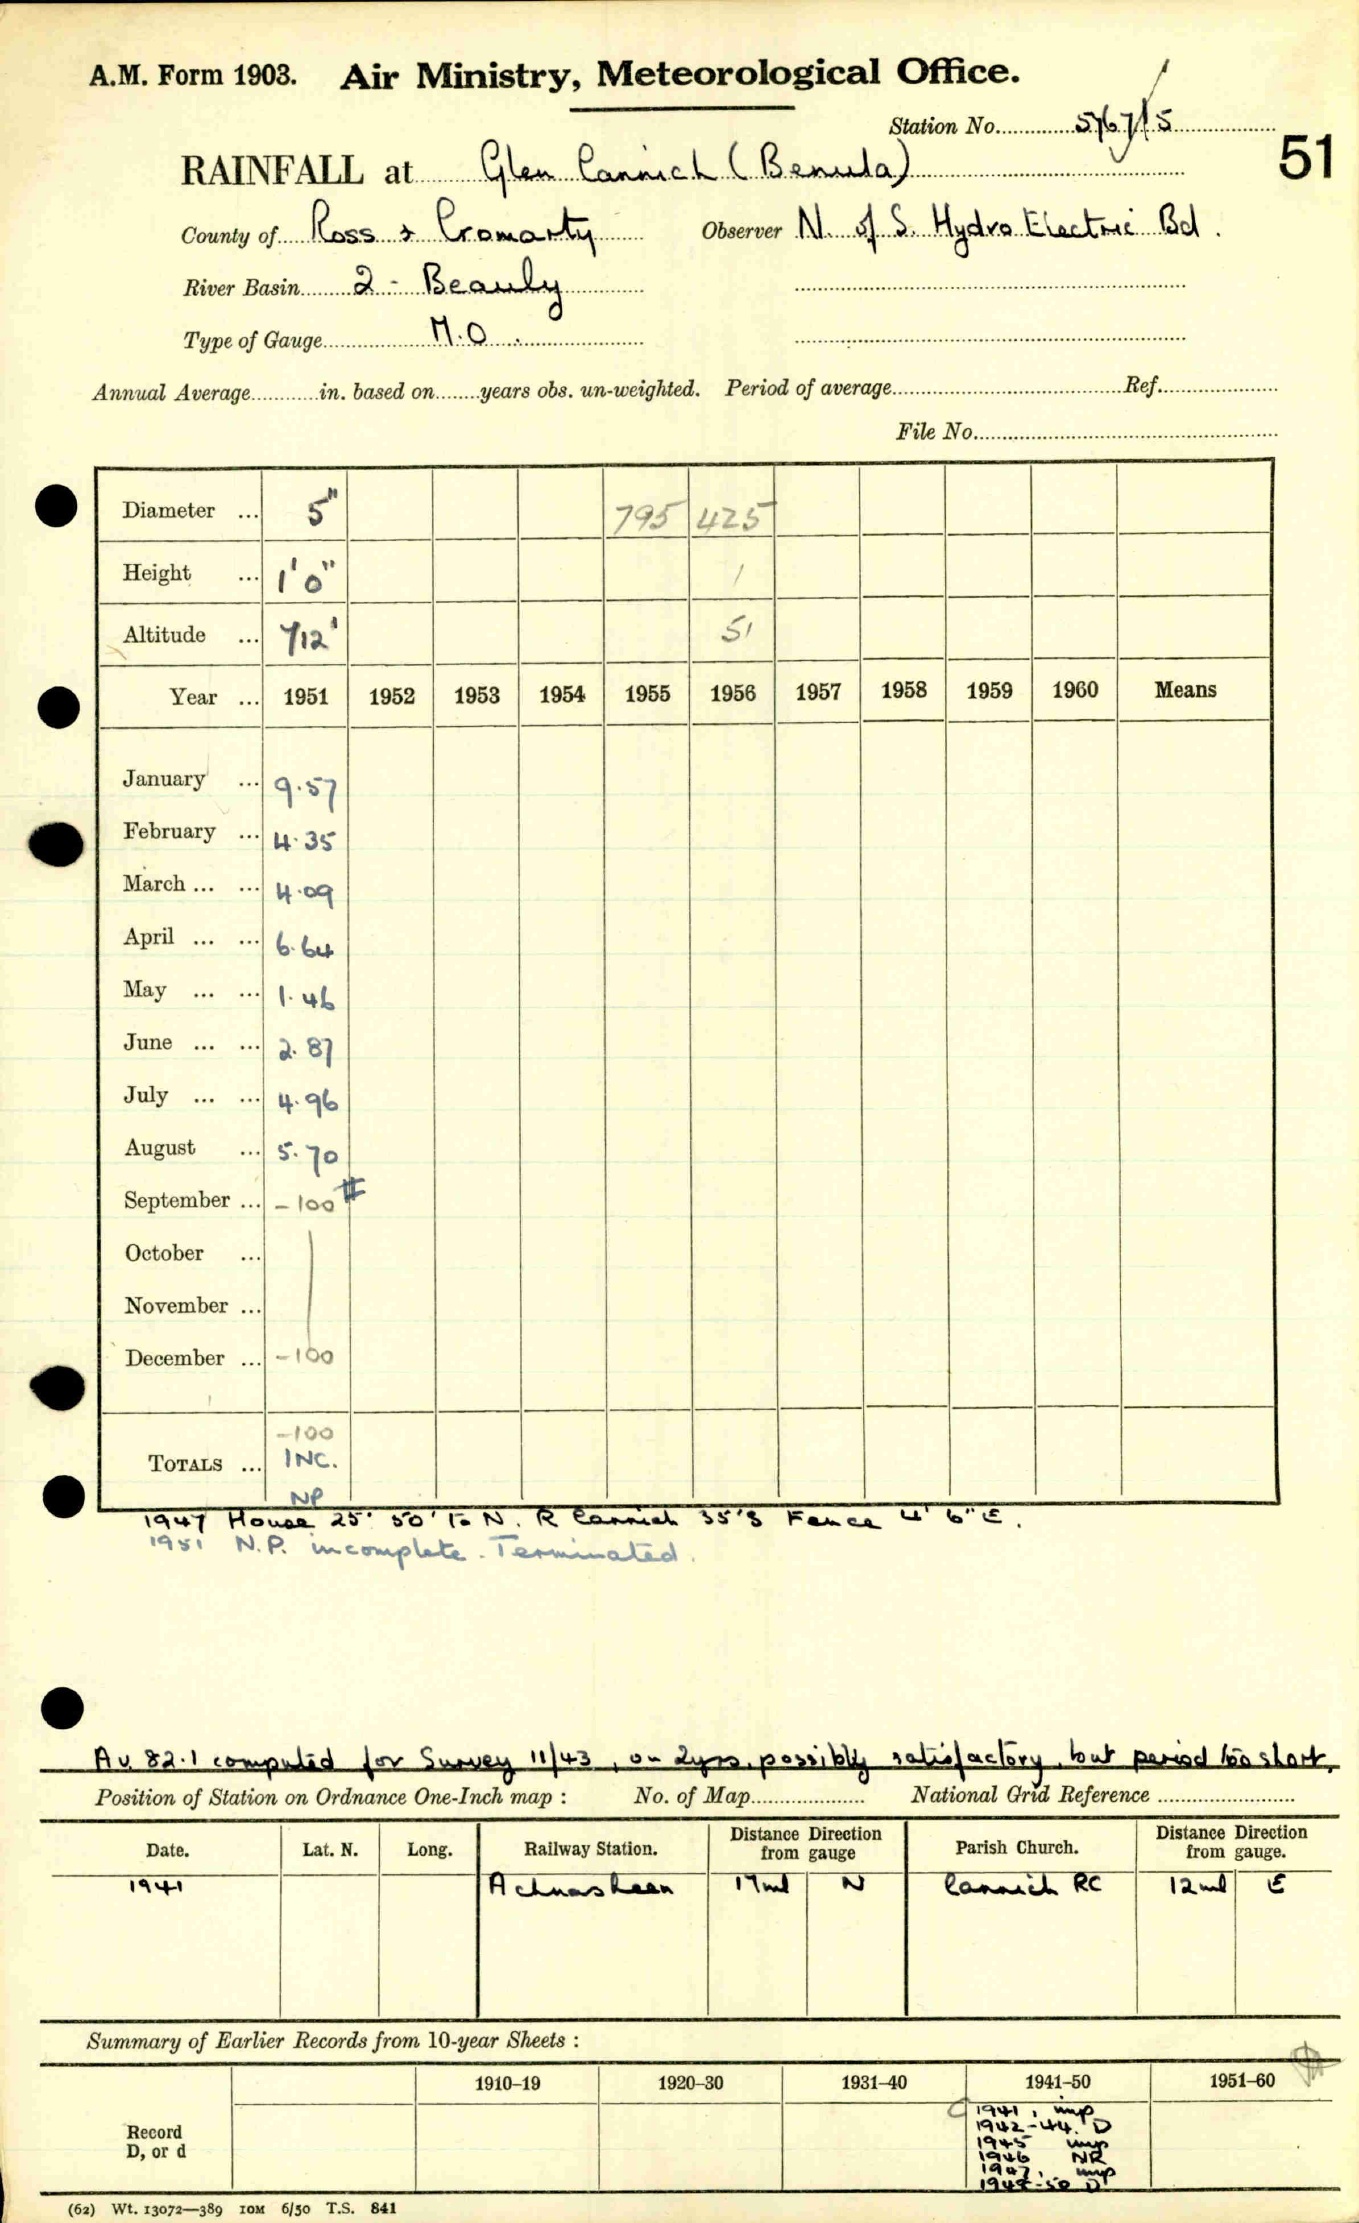 A.M. Form 1903. Air Ministry, Meteorological Office.
Station No. 567/15
51
RAINFALL at Glen Cannich (Benula)
County of Ross & Cromarty Observer N. of S. Hydro Electric Bd.
River Basin 2 - Beauly
Type of Gauge M.O.
Annual Average in. based on years obs. un-weighted. Period of average Ref.
File No.
Diameter ... 5" 795 425
Height ... 1'0" 1
Altitude ... 712' 51
Year ... 1951 1952 1953 1954 1955 1956 1957 1958 1959 1960 Means
January ... 9.57
February ... 4.35
March ... ... 4.09
April ... ... 6.64
May ... ... 1.46
June ... ... 2.87
July ... ... 4.96
August ... 5.70
September ... -100 #
October ...
November ...
December ... -100
-100
TOTALS ... INC.
NP
1947 House 25' 50' to N. R Cannich 35'S Fence 4' 6" E.
1951 N.P. incomplete. Terminated.
Av. 82.1 computed for Survey 11/43, on 2yrs. possibly satisfactory, but period too short.
Position of Station on Ordnance One-Inch map : No. of Map National Grid Reference
Date. Lat. N. Long. Railway Station. Distance from Direction gauge Parish Church. Distance from Direction gauge.
1941 Achnasheen 17ml N Cannich RC 12ml E
Summary of Earlier Records from 10-year Sheets :
1910-19 1920-30 1931-40 1941-50 1951-60
Record D, or d
1941, imp
1942-44. D
1945 imp
1946 NR
1947, imp
1948-50 D
(62) Wt. 13072—389 10M 6/50 T.S. 841